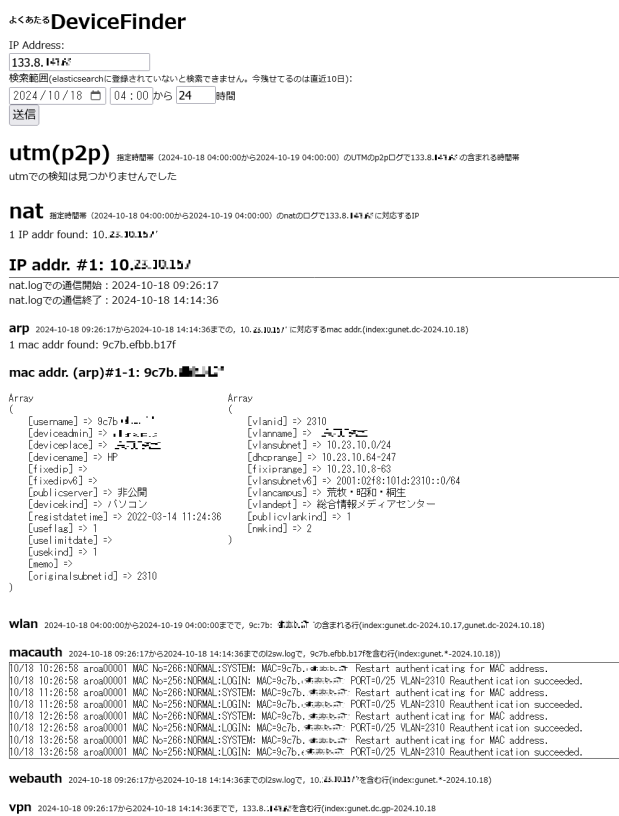 よくあたるDeviceFinder
IP Address:
133.8.
検索範囲(elasticsearchに登録されていないと検索できません。今残せてるのは直近10日):
2024/10/18 04:00から 24 時間
送信
utm(p2p) 指定時間帯（2024-10-18 04:00:00から2024-10-19 04:00:00）のUTMのp2pログで133.8. の含まれる時間帯
utmでの検知は見つかりませんでした
nat 指定時間帯（2024-10-18 04:00:00から2024-10-19 04:00:00）のnatのログで133.8. に対応するIP
1 IP addr found: 10.
IP addr. #1: 10.
nat.logでの通信開始：2024-10-18 09:26:17
nat.logでの通信終了：2024-10-18 14:14:36
arp 2024-10-18 09:26:17から2024-10-18 14:14:36までの，10. に対応するmac addr.(index:gunet.dc-2024.10.18)
1 mac addr found: 9c7b.efbb.b17f
mac addr. (arp)#1-1: 9c7b.
Array
(
[username] => 9c7b
[deviceadmin] =>
[deviceplace] =>
[devicename] => HP
[fixedip] =>
[fixedipv6] =>
[publicserver] => 非公開
[devicekind] => パソコン
[registdatetime] => 2022-03-14 11:24:36
[useflag] => 1
[uselimitdate] =>
[usekind] => 1
[memo] =>
[originalsubnetid] => 2310
)
Array
(
[vlanid] => 2310
[vlanname] =>
[vlansubnet] => 10.23.10.0/24
[dhcprange] => 10.23.10.64-247
[fixiprange] => 10.23.10.8-63
[vlansubnetv6] => 2001:02f8:101d:2310::0/64
[vlancampus] => 荒牧・昭和・桐生
[vlandept] => 総合情報メディアセンター
[publicvlankind] => 1
[nwkind] => 2
)
wlan 2024-10-18 04:00:00から2024-10-19 04:00:00までで，9c:7b: の含まれる行(index:gunet.dc-2024.10.17,gunet.dc-2024.10.18)
macauth 2024-10-18 09:26:17から2024-10-18 14:14:36までのl2sw.logで，9c7b.efbb.b17fを含む行(index:gunet.*-2024.10.18))
10/18 10:26:58 aroa00001 MAC No=266:NORMAL:SYSTEM: MAC=9c7b. Restart authenticating for MAC address.
10/18 10:26:58 aroa00001 MAC No=256:NORMAL:LOGIN: MAC=9c7b. PORT=0/25 VLAN=2310 Reauthentication succeeded.
10/18 11:26:58 aroa00001 MAC No=266:NORMAL:SYSTEM: MAC=9c7b. Restart authenticating for MAC address.
10/18 11:26:58 aroa00001 MAC No=256:NORMAL:LOGIN: MAC=9c7b. PORT=0/25 VLAN=2310 Reauthentication succeeded.
10/18 12:26:58 aroa00001 MAC No=266:NORMAL:SYSTEM: MAC=9c7b. Restart authenticating for MAC address.
10/18 12:26:58 aroa00001 MAC No=256:NORMAL:LOGIN: MAC=9c7b. PORT=0/25 VLAN=2310 Reauthentication succeeded.
10/18 13:26:58 aroa00001 MAC No=266:NORMAL:SYSTEM: MAC=9c7b. Restart authenticating for MAC address.
10/18 13:26:58 aroa00001 MAC No=256:NORMAL:LOGIN: MAC=9c7b. PORT=0/25 VLAN=2310 Reauthentication succeeded.
webauth 2024-10-18 09:26:17から2024-10-18 14:14:36までのl2sw.logで，10. を含む行(index:gunet.*-2024.10.18)
vpn 2024-10-18 09:26:17から2024-10-18 14:14:36までで，133.8. を含む行(index:gunet.dc.gp-2024.10.18